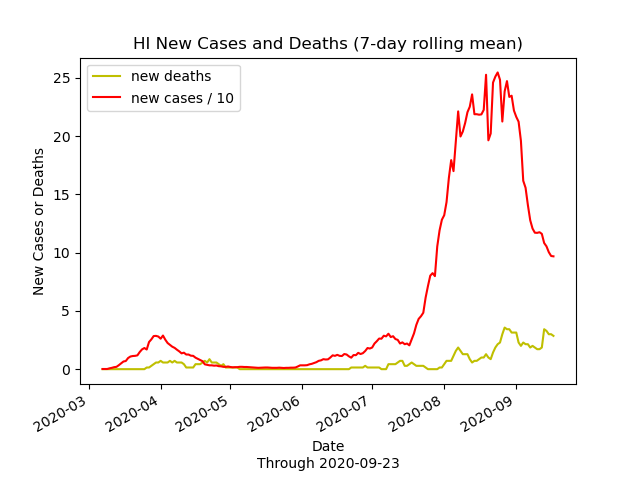 HI New Cases and Deaths (7-day rolling mean)
new deaths
new cases / 10
New Cases or Deaths
25
20
15
10
5
0
2020-03
2020-04
2020-05
2020-06
2020-07
2020-08
2020-09
Date
Through 2020-09-23